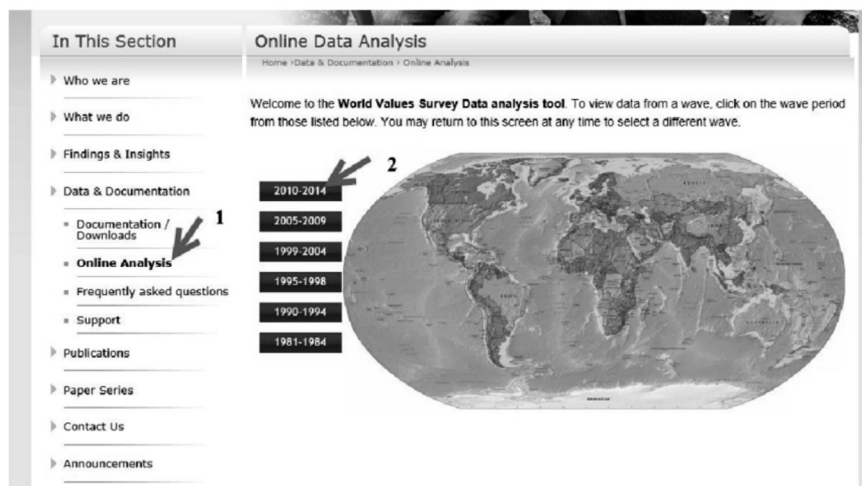 In This Section
Who we are
What we do
Findings & Insights
Data & Documentation
Documentation /
Downloads
1
Online Analysis
Frequently asked questions
Support
Publications
Paper Series
Contact Us
Announcements
Online Data Analysis
Home ›Data & Documentation › Online Analysis
Welcome to the World Values Survey Data analysis tool. To view data from a wave, click on the wave period
from those listed below. You may return to this screen at any time to select a different wave.
2
2010-2014
2005-2009
1999-2004
1995-1998
1990-1994
1981-1984